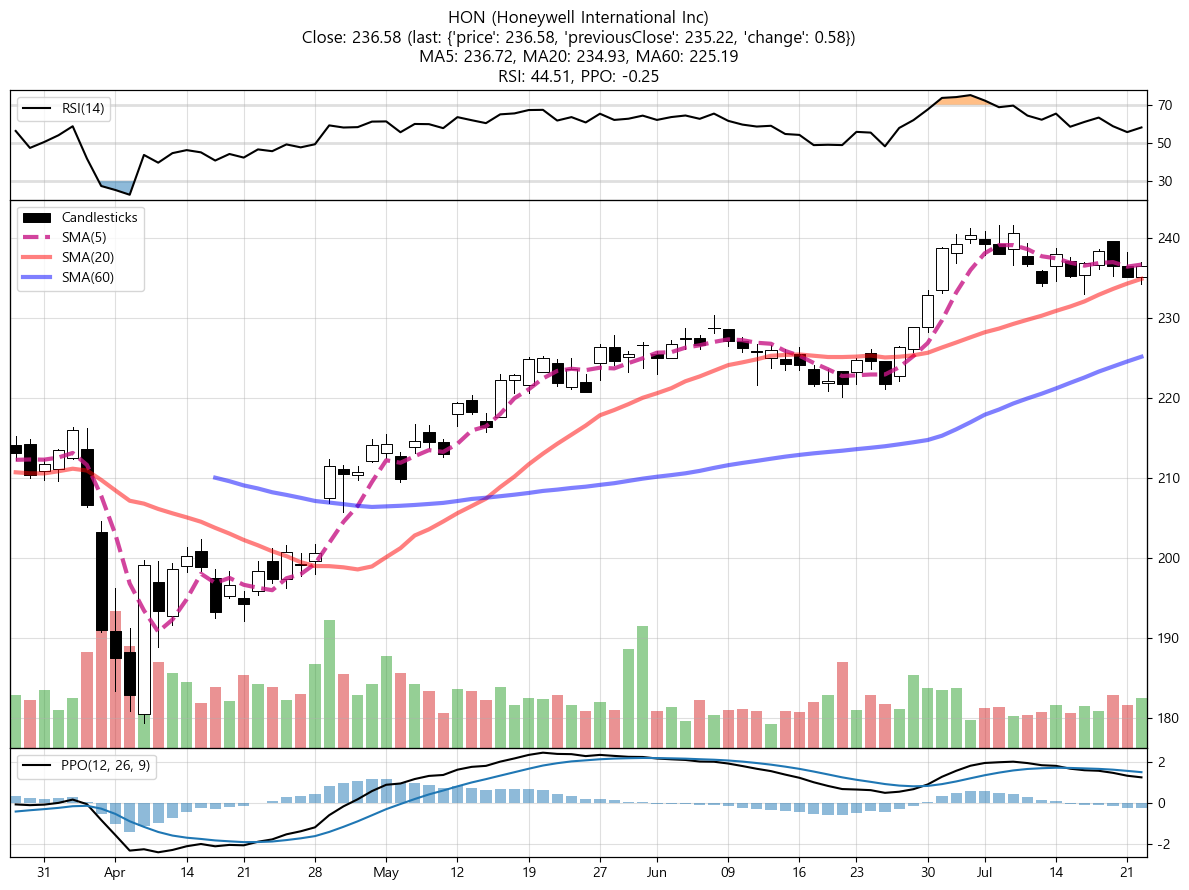 HON (Honeywell International Inc)
Close: 236.58 (last: {'price': 236.58, 'previousClose': 235.22, 'change': 0.58})
MA5: 236.72, MA20: 234.93, MA60: 225.19
RSI: 44.51, PPO: -0.25
RSI(14)
70
50
30
Candlesticks
SMA(5)
SMA(20)
SMA(60)
240
230
220
210
200
190
180
PPO(12, 26, 9)
2
0
-2
31 Apr 14 21 28 May 12 19 27 Jun 09 16 23 30 Jul 14 21